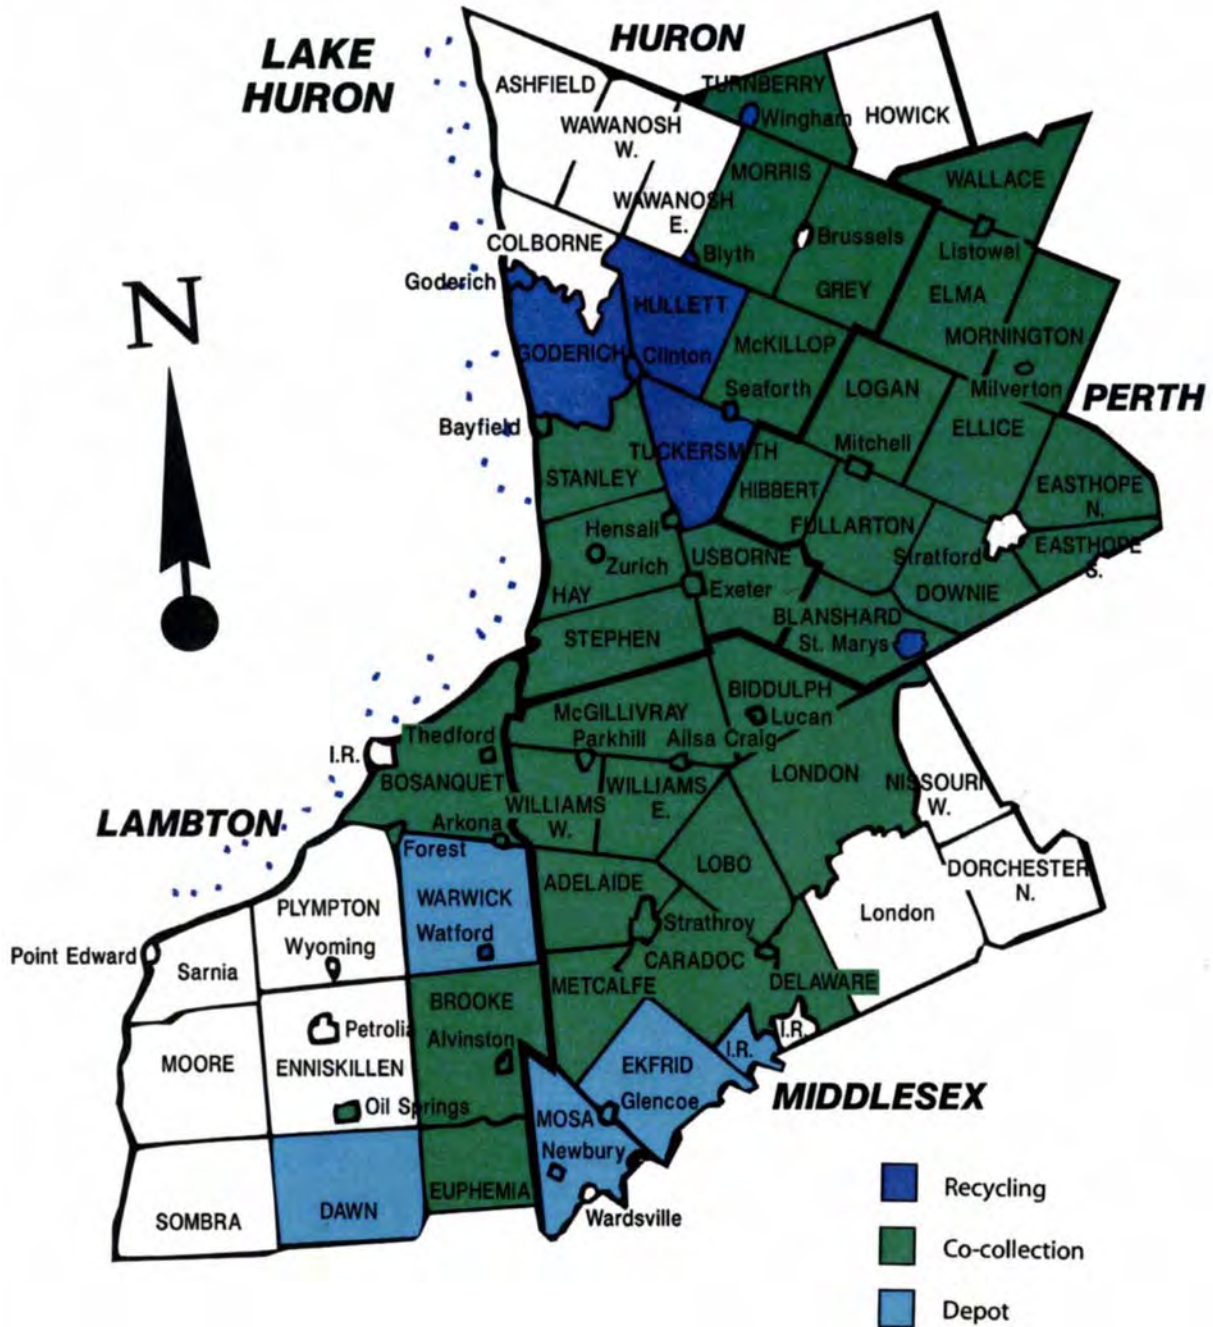 LAKE
HURON
HURON
ASHFIELD
TURNBERRY
Wingham
HOWICK
WAWANOSH
W.
MORRIS
WALLACE
WAWANOSH
E.
COLBORNE
Blyth
Brussels
Listowel
N
Goderich
HULLETT
GREY
ELMA
GODERICH
Clinton
McKILLOP
MORNINGTON
Seaforth
LOGAN
Milverton
PERTH
Bayfield
TUCKERSMITH
Mitchell
ELLICE
STANLEY
HIBBERT
EASTHOPE
N.
Hensall
FULLARTON
Zurich
USBORNE
Stratford
EASTHOPE
S.
HAY
Exeter
DOWNIE
STEPHEN
BLANSHARD
St. Marys
BIDDULPH
McGILLIVRAY
Lucan
I.R.
Thedford
Parkhill
Ailsa Craig
BOSANQUET
WILLIAMS
E.
LONDON
NISSOURI
W.
WILLIAMS
W.
LAMBTON
Arkona
Forest
LOBO
DORCHESTER
N.
ADELAIDE
WARWICK
PLYMPTON
Strathroy
London
Watford
Wyoming
Point Edward
Sarnia
CARADOC
METCALFE
DELAWARE
BROOKE
Petrolia
Alvinston
I.R.
I.R.
MOORE
ENNISKILLEN
EKFRID
Glencoe
MIDDLESEX
Oil Springs
MOSA
Newbury
EUPHEMIA
DAWN
SOMBRA
Wardsville
Recycling
Co-collection
Depot